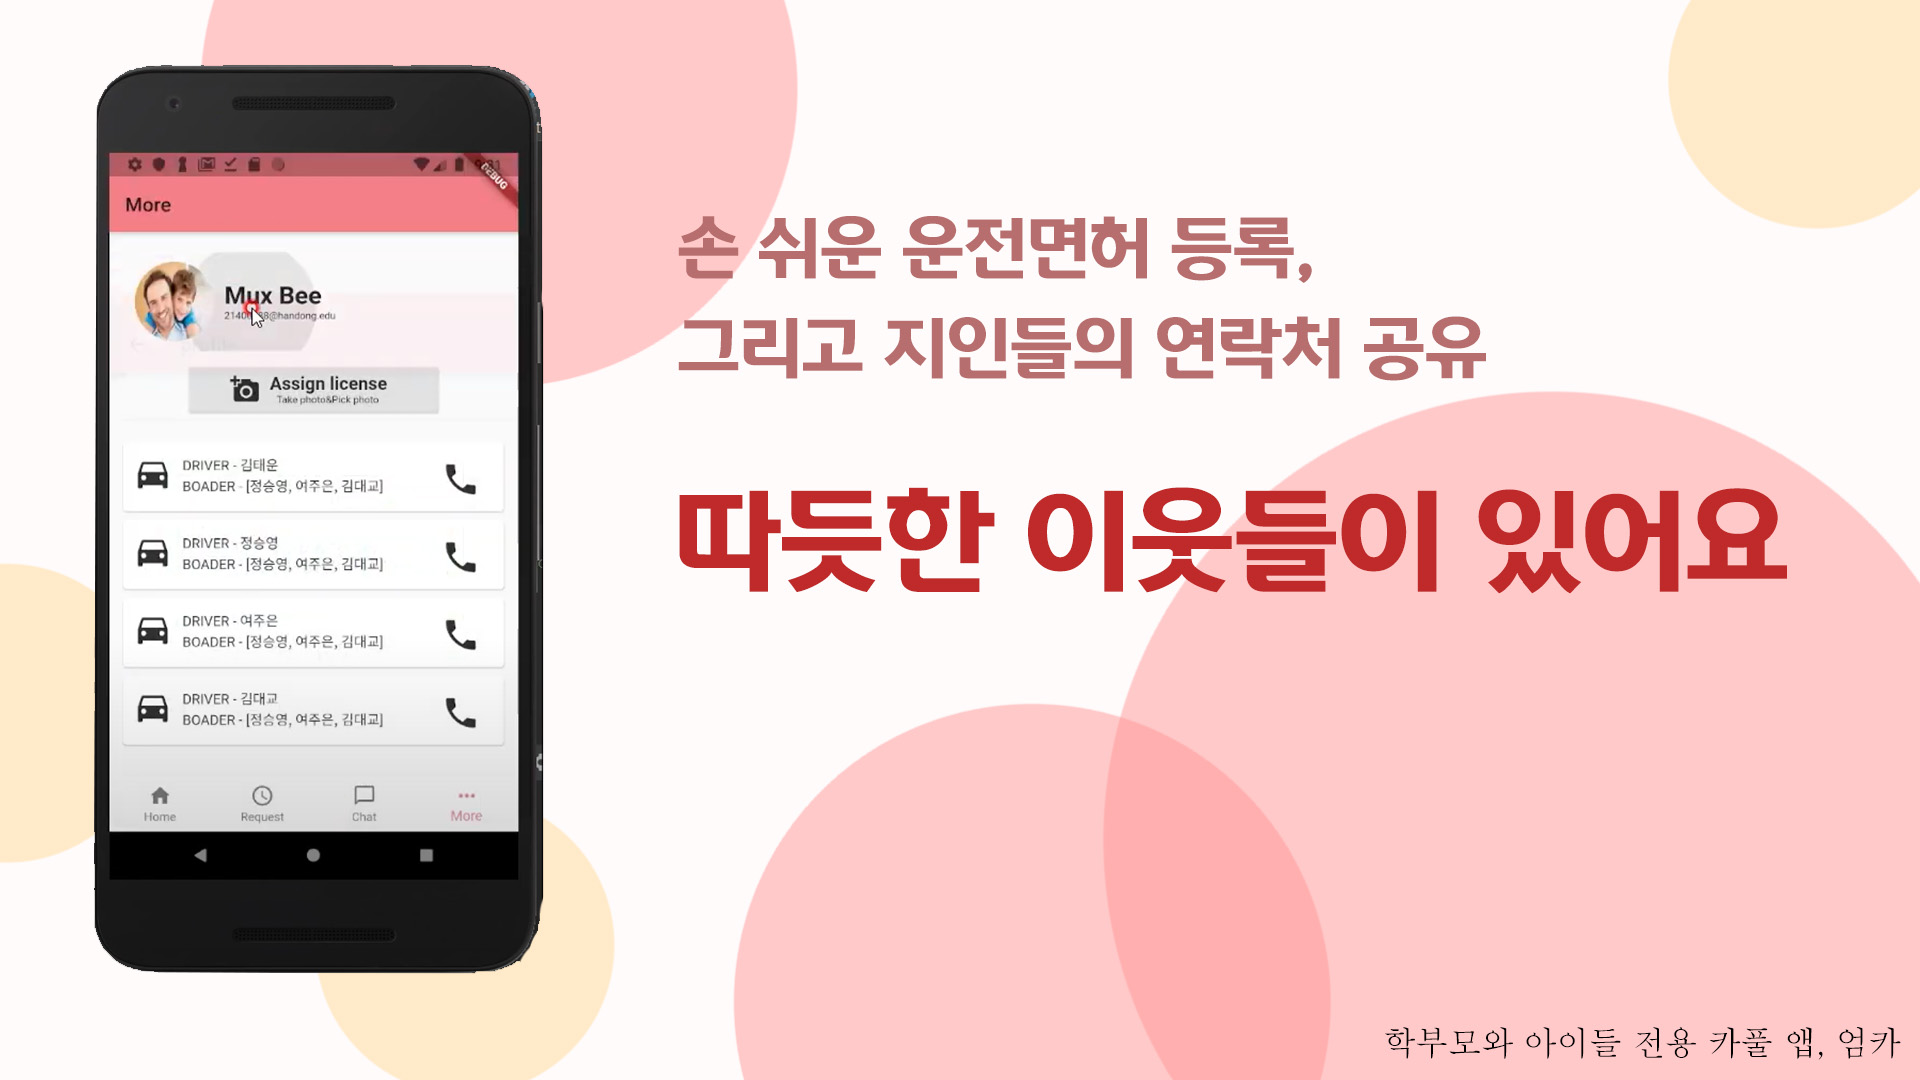 More
DEBUG
Mux Bee
@handong.edu
Assign license
Take photo&Pick photo
DRIVER - 김태운
BOADER - [정승영, 여주은, 김대교]
DRIVER - 정승영
BOADER - [정승영, 여주은, 김대교]
DRIVER - 여주은
BOADER - [정승영, 여주은, 김대교]
DRIVER - 김대교
BOADER - [정승영, 여주은, 김대교]
Home
Request
Chat
More
손 쉬운 운전면허 등록,
그리고 지인들의 연락처 공유
따듯한 이웃들이 있어요
학부모와 아이들 전용 카풀 앱, 엄카